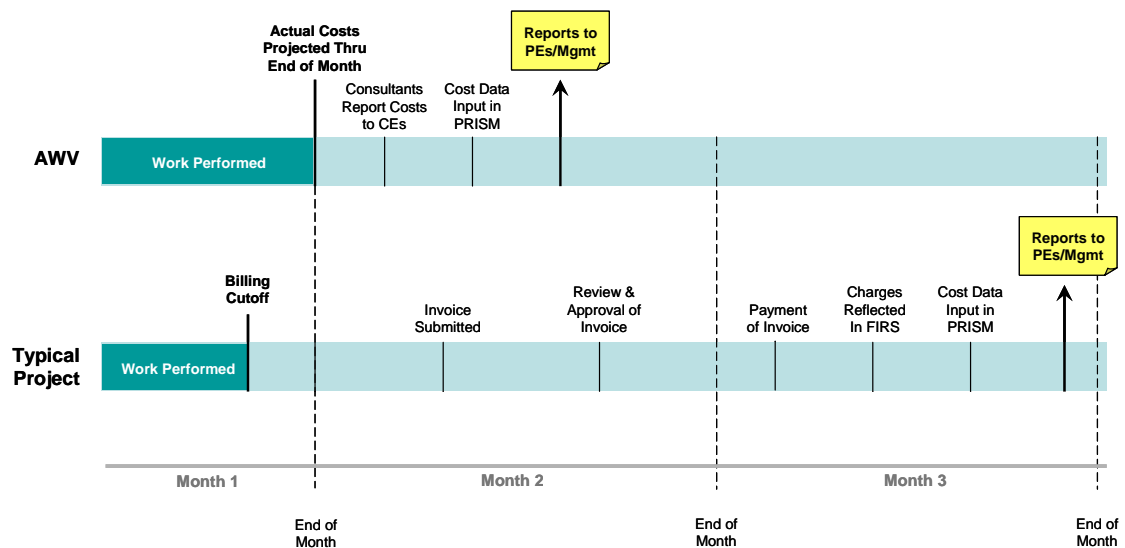 Actual Costs
Projected Thru
End of Month
Reports to
PEs/Mgmt
Consultants
Report Costs
to CEs
Cost Data
Input in
PRISM
AWV
Work Performed
Reports to
PEs/Mgmt
Billing
Cutoff
Invoice
Submitted
Review &
Approval of
Invoice
Payment
of Invoice
Charges
Reflected
In FIRS
Cost Data
Input in
PRISM
Typical
Project
Work Performed
Month 1
Month 2
Month 3
End of
Month
End of
Month
End of
Month